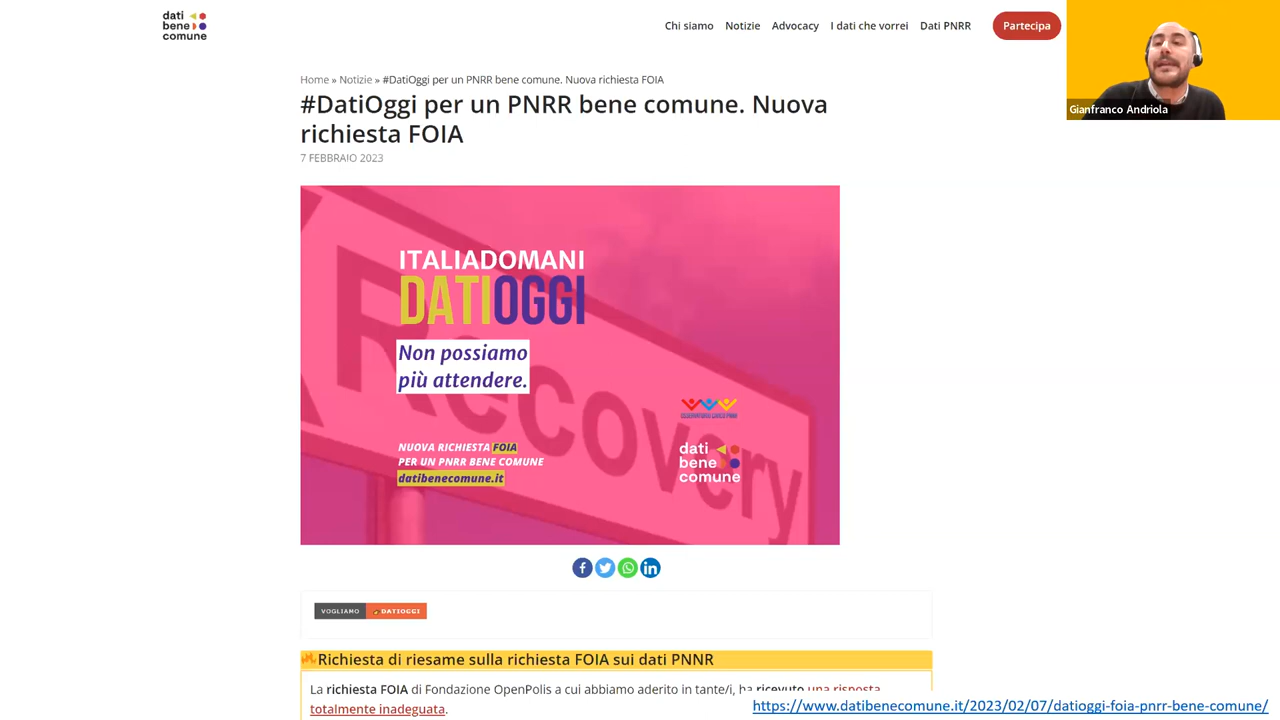 dati
bene
comune
Chi siamo Notizie Advocacy I dati che vorrei Dati PNRR Partecipa
Gianfranco Andriola
Home » Notizie » #DatiOggi per un PNRR bene comune. Nuova richiesta FOIA
#DatiOggi per un PNRR bene comune. Nuova
richiesta FOIA
7 FEBBRAIO 2023
Recovery
ITALIADOMANI
DATIOGGI
Non possiamo
più attendere.
NUOVA RICHIESTA FOIA
PER UN PNRR BENE COMUNE
datibenecomune.it
dati
bene
comune
VOGLIAMO DATIOGGI
Richiesta di riesame sulla richiesta FOIA sui dati PNNR
La richiesta FOIA di Fondazione OpenPolis a cui abbiamo aderito in tante/i, ha ricevuto una risposta
totalmente inadeguata.
https://www.datibenecomune.it/2023/02/07/datioggi-foia-pnrr-bene-comune/